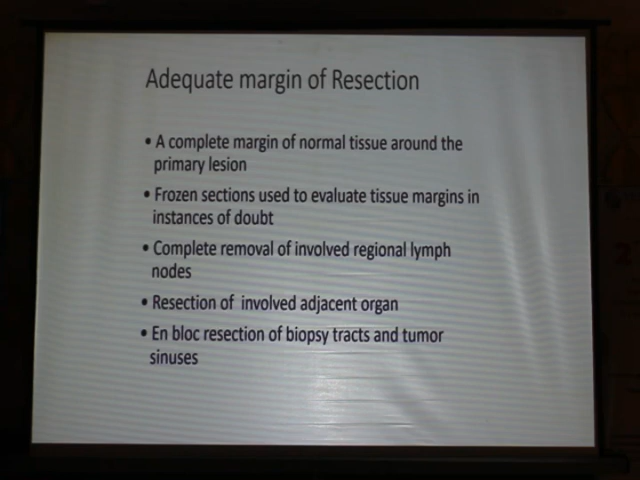 Adequate margin of Resection
• A complete margin of normal tissue around the
primary lesion
• Frozen sections used to evaluate tissue margins in
instances of doubt
• Complete removal of involved regional lymph
nodes
• Resection of involved adjacent organ
• En bloc resection of biopsy tracts and tumor
sinuses